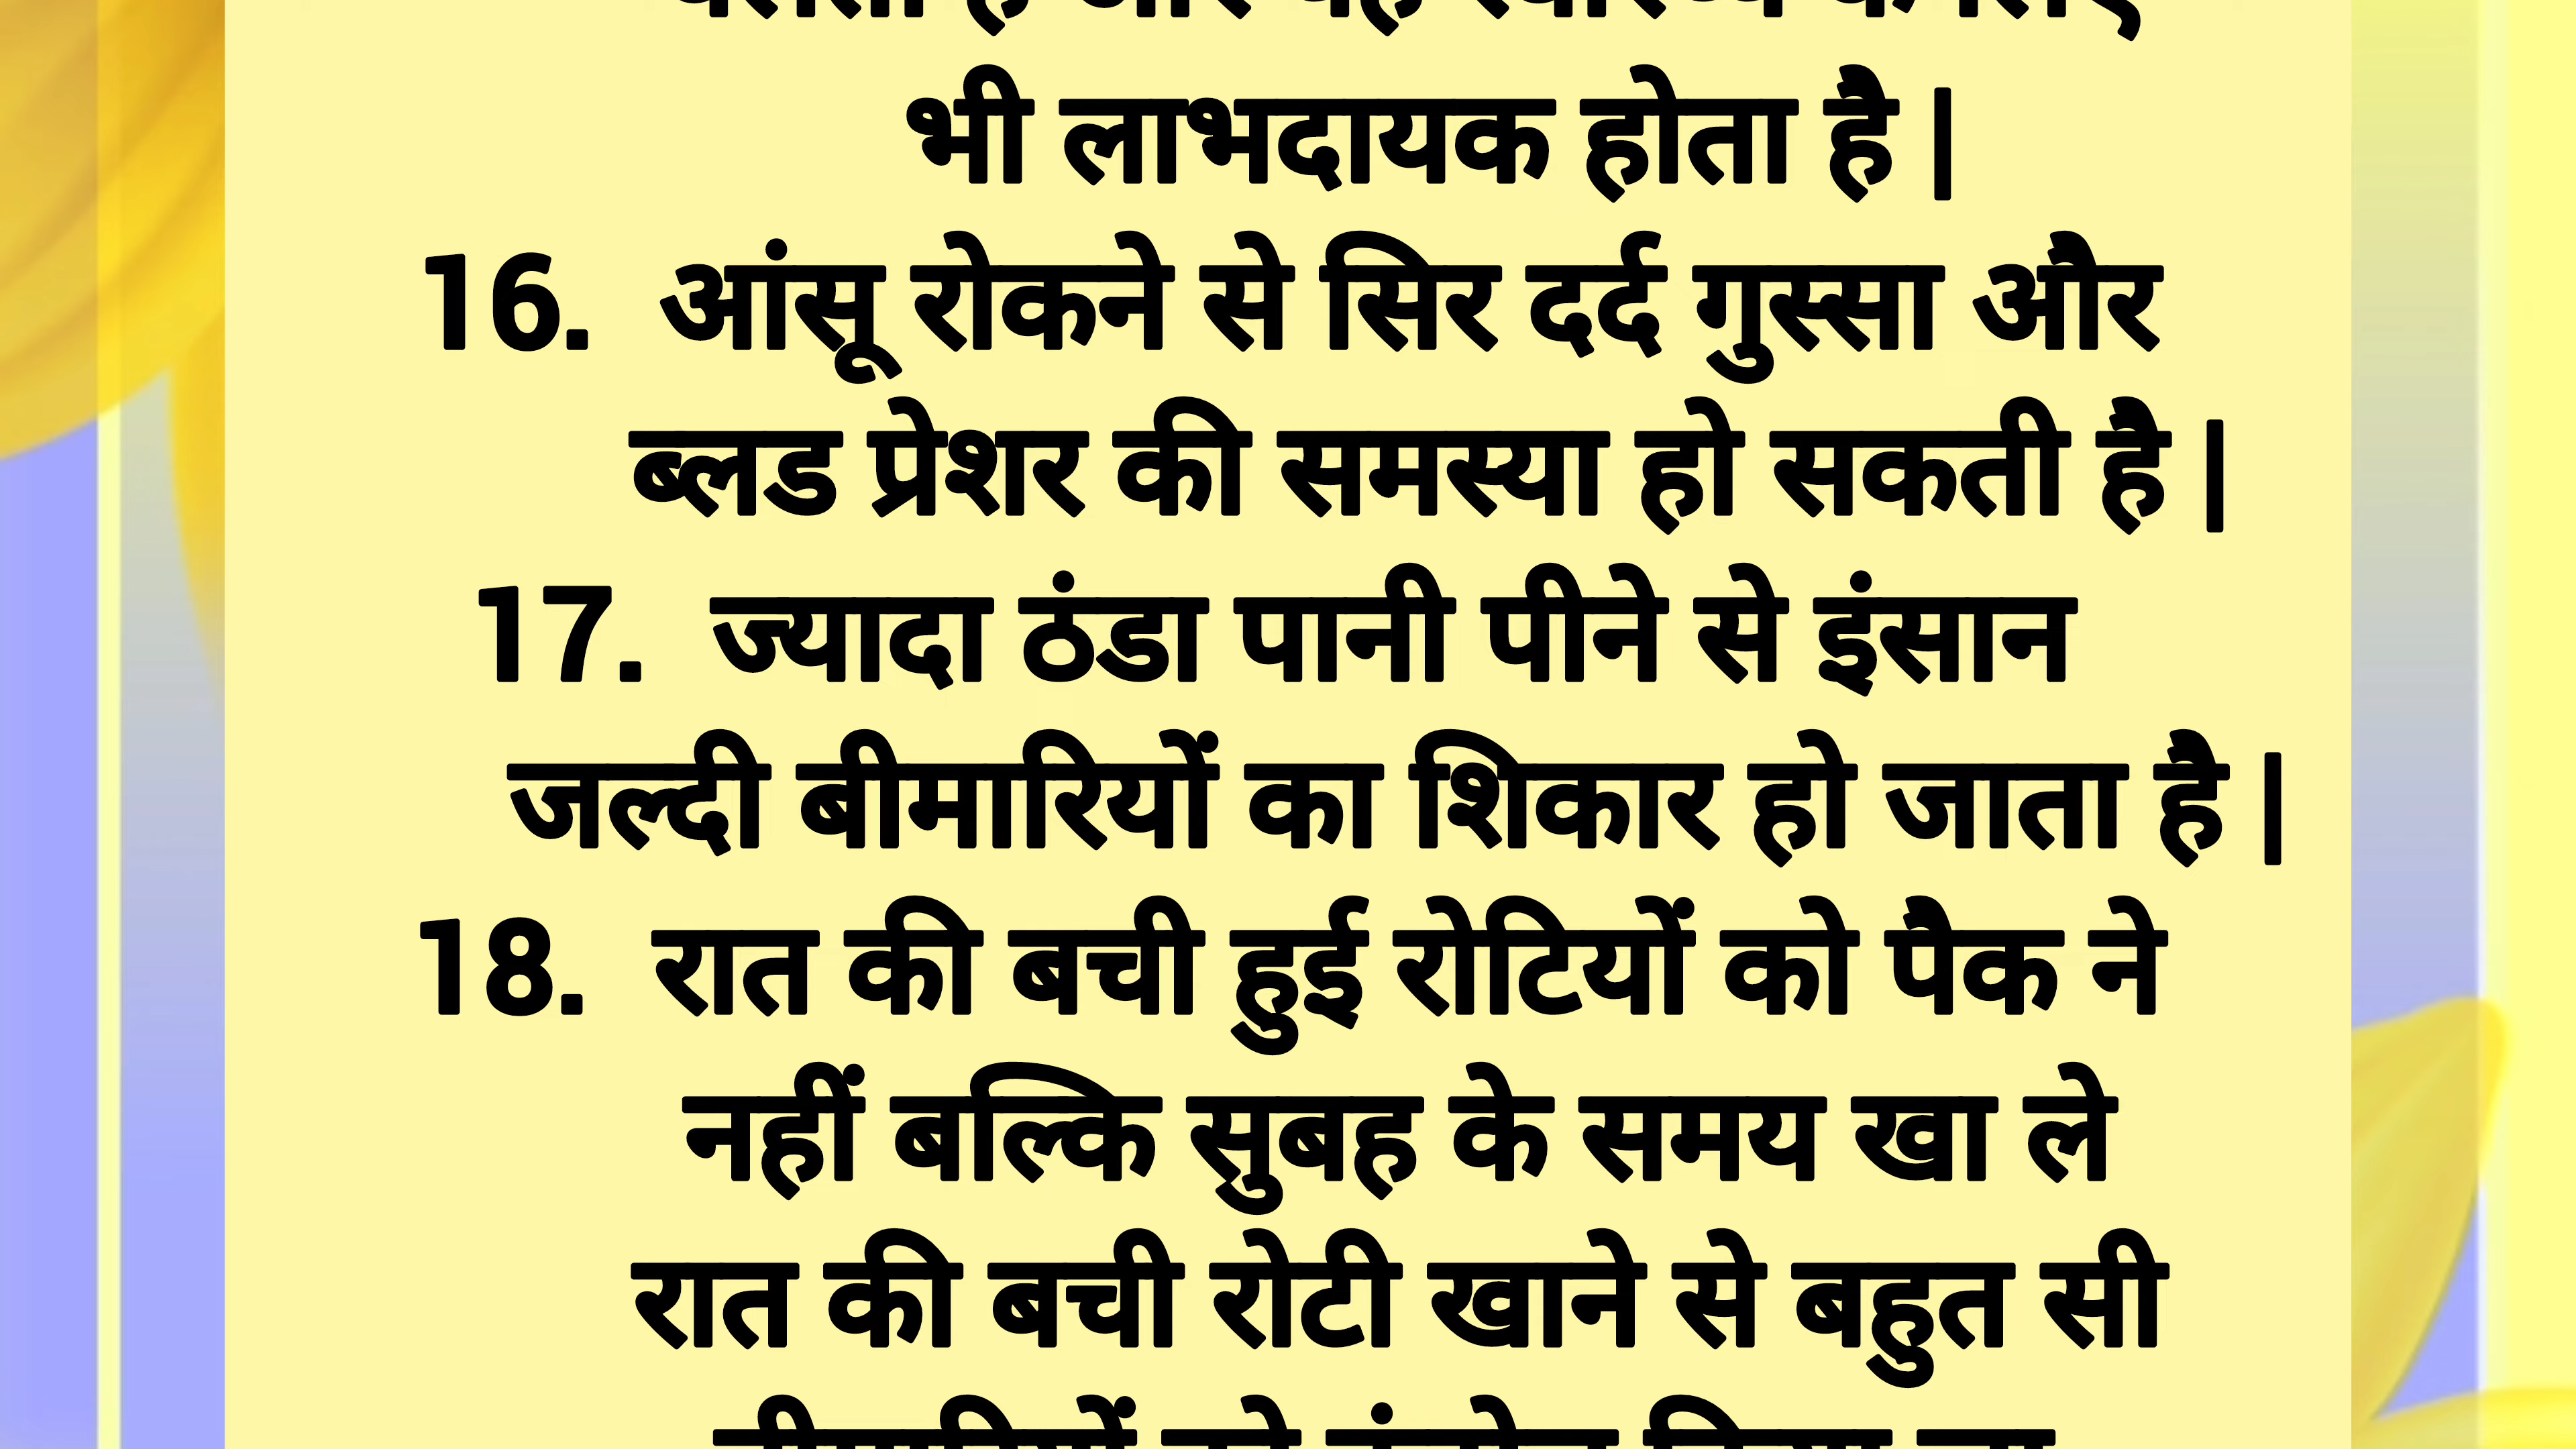 भी लाभदायक होता है |
16. आंसू रोकने से सिर दर्द गुस्सा और
ब्लड प्रेशर की समस्या हो सकती है |
17. ज्यादा ठंडा पानी पीने से इंसान
जल्दी बीमारियों का शिकार हो जाता है |
18. रात की बची हुई रोटियों को पैक ने
नहीं बल्कि सुबह के समय खा ले
रात की बची रोटी खाने से बहुत सी